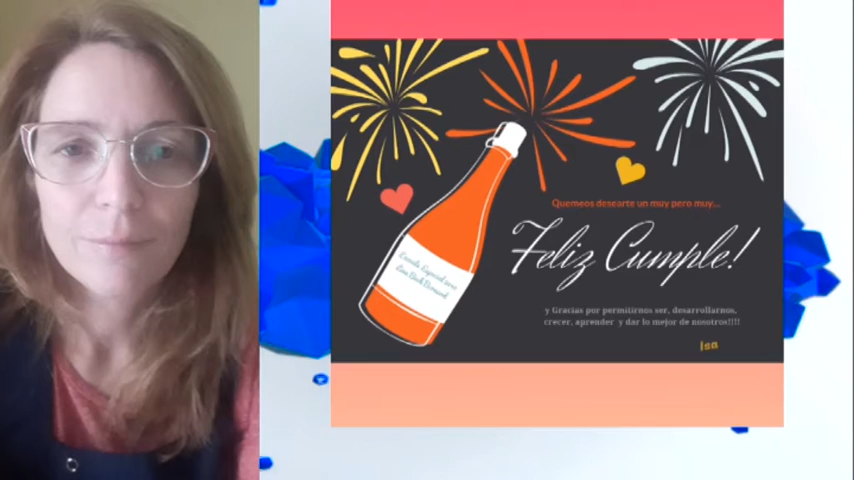 Quemeos desearte un muy pero muy...
Feliz Cumple!
y Gracias por permitirnos ser, desarrollarnos,
crecer, aprender y dar lo mejor de nosotros!!!!
Isa